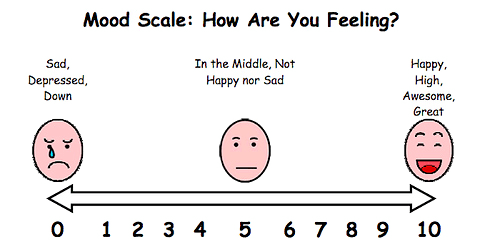 Mood Scale: How Are You Feeling?
Sad,
Depressed,
Down
In the Middle, Not
Happy nor Sad
Happy,
High,
Awesome,
Great
0 1 2 3 4 5 6 7 8 9 10